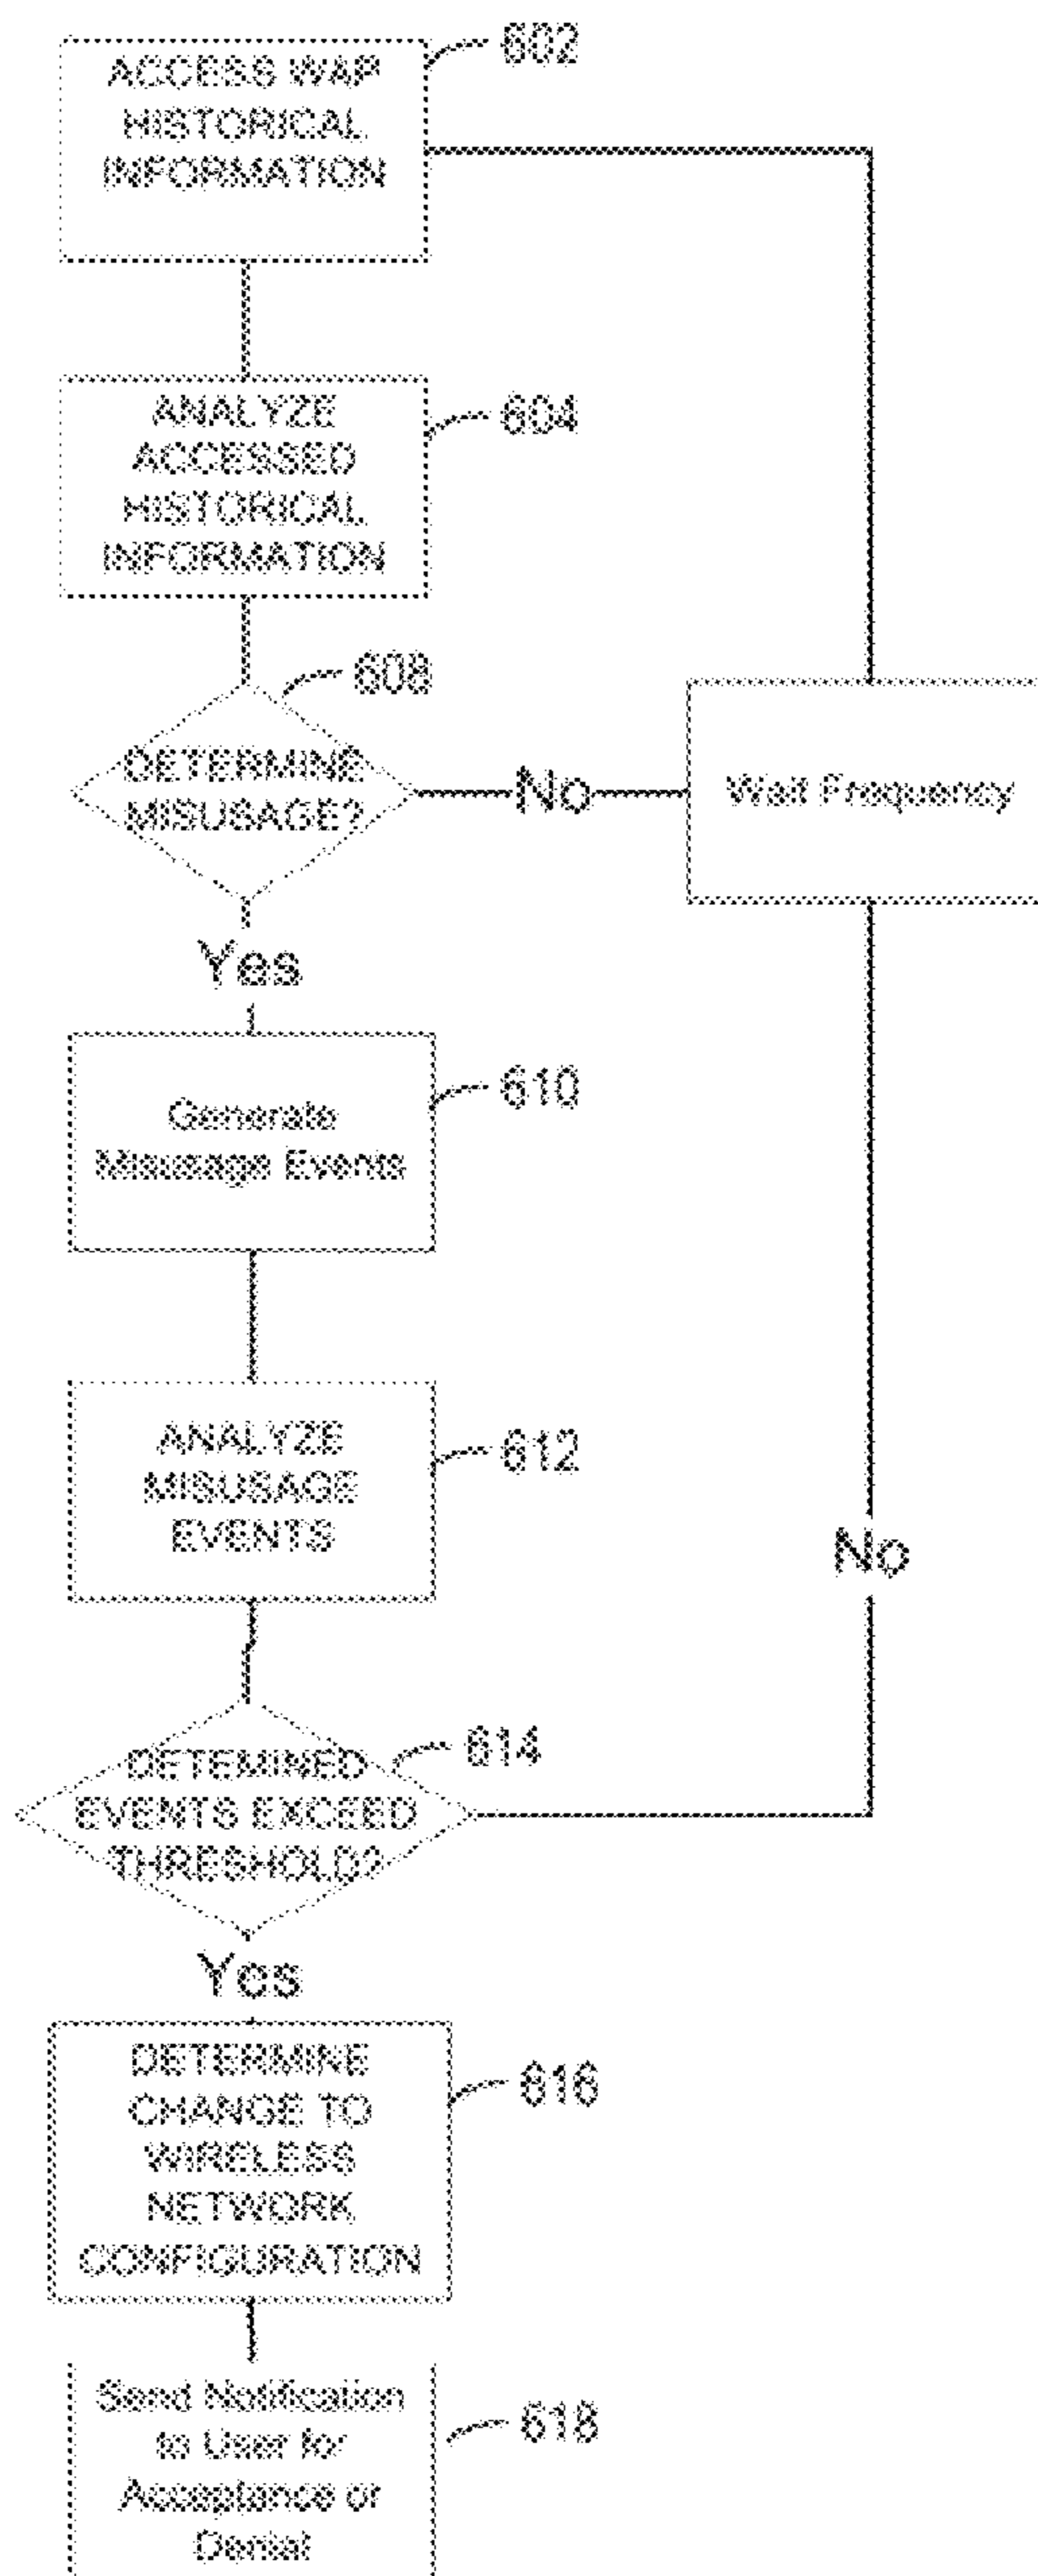 ACCESS WAP
HISTORICAL
INFORMATION
602
ANALYZE
ACCESSED
HISTORICAL
INFORMATION
604
608
DETERMINE
MISUSAGE?
No
Wait Frequency
Yes
Generate
Misusage Events
610
ANALYZE
MISUSAGE
EVENTS
612
No
614
DETEMINED
EVENTS EXCEED
THRESHOLD?
Yes
DETERMINE
CHANGE TO
WIRELESS
NETWORK
CONFIGURATION
616
Send Notification
to User for
Acceptance or
Denial
618